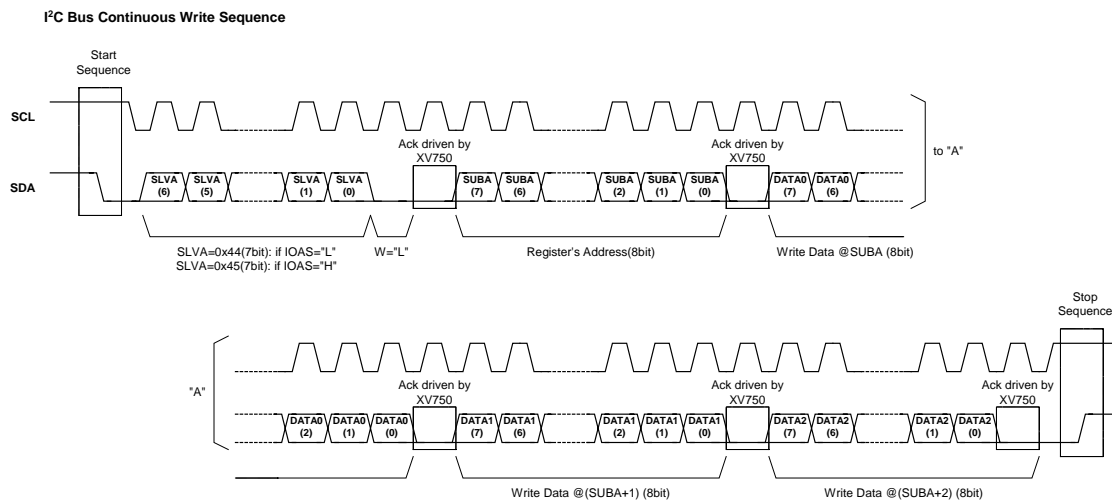 I²C Bus Continuous Write Sequence
Start
Sequence
SCL
Ack driven by
XV750
Ack driven by
XV750
to "A"
SDA
SLVA
(6)
SLVA
(5)
SLVA
(1)
SLVA
(0)
SUBA
(7)
SUBA
(6)
SUBA
(2)
SUBA
(1)
SUBA
(0)
DATA0
(7)
DATA0
(6)
SLVA=0x44(7bit): if IOAS="L"
SLVA=0x45(7bit): if IOAS="H"
W="L"
Register's Address(8bit)
Write Data @SUBA (8bit)
Stop
Sequence
"A"
Ack driven by
XV750
Ack driven by
XV750
Ack driven by
XV750
DATA0
(2)
DATA0
(1)
DATA0
(0)
DATA1
(7)
DATA1
(6)
DATA1
(2)
DATA1
(1)
DATA1
(0)
DATA2
(7)
DATA2
(6)
DATA2
(1)
DATA2
(0)
Write Data @(SUBA+1) (8bit)
Write Data @(SUBA+2) (8bit)